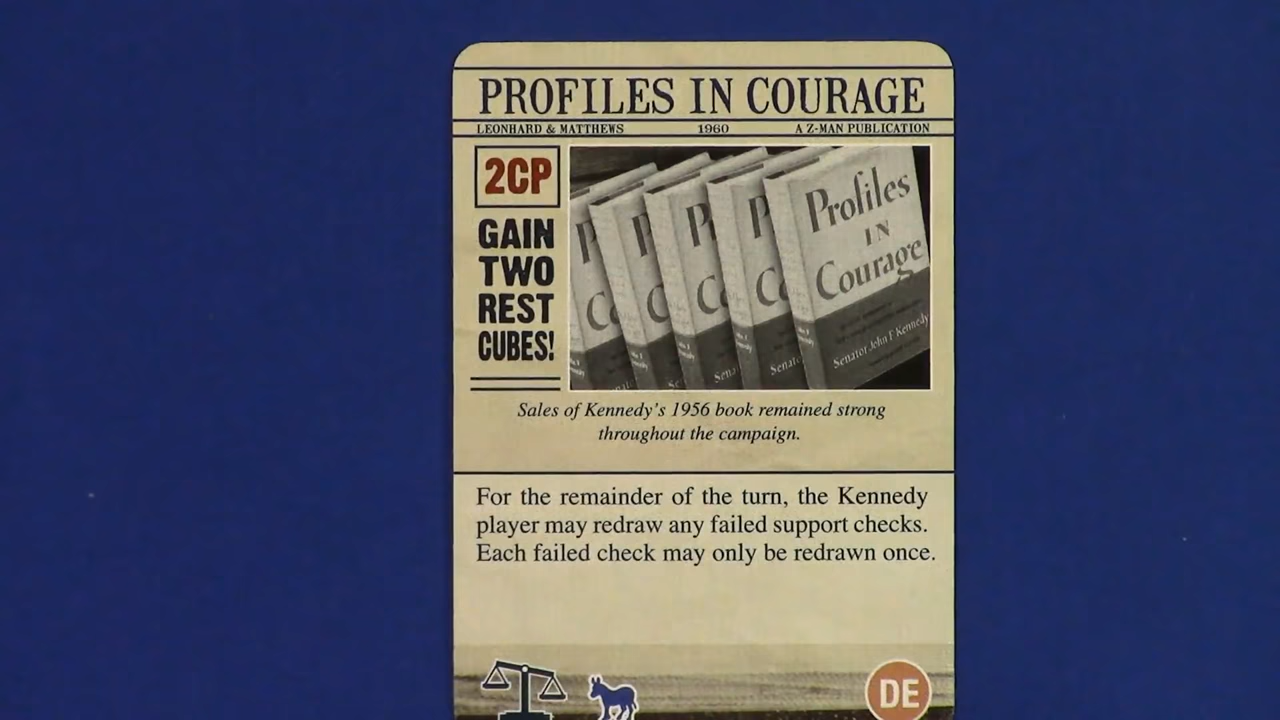 PROFILES IN COURAGE
LEONHARD & MATTHEWS 1960 A Z-MAN PUBLICATION
2CP
GAIN
TWO
REST
CUBES!
Profiles
IN
Courage
Senator John F Kennedy
Sales of Kennedy's 1956 book remained strong
throughout the campaign.
For the remainder of the turn, the Kennedy
player may redraw any failed support checks.
Each failed check may only be redrawn once.
DE